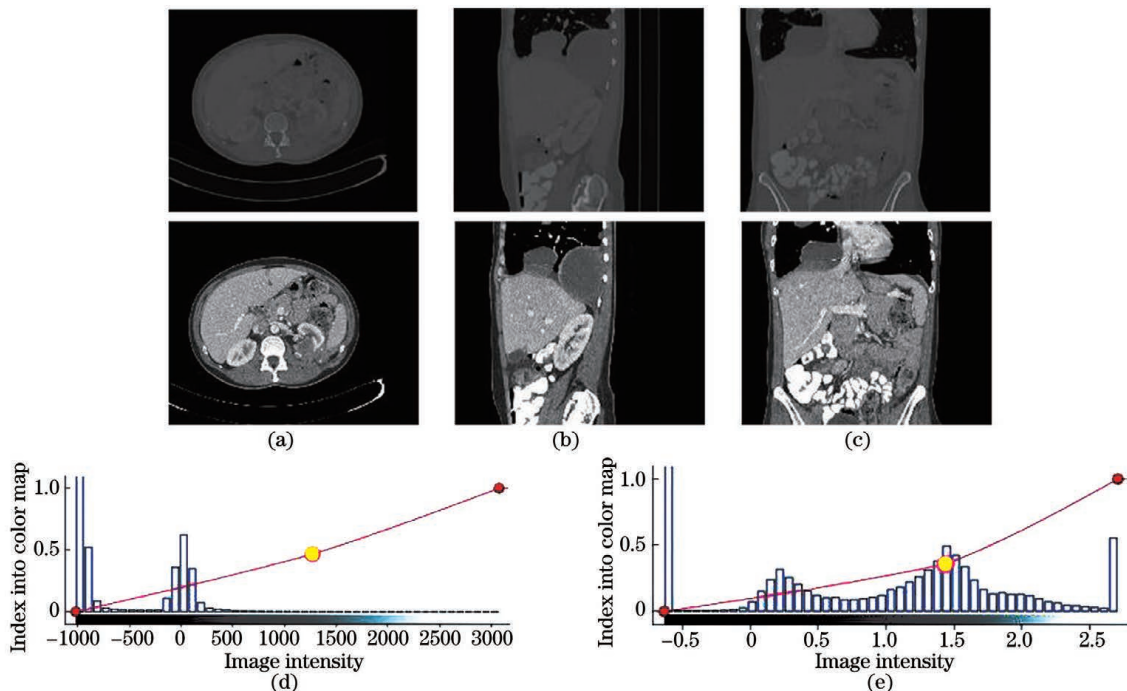 (a)
(b)
(c)
Index into color map
1.0
0.5
0
−1000
−500
0
500
1000
1500
2000
2500
3000
Image intensity
(d)
Index into color map
1.0
0.5
0
−0.5
0
0.5
1.0
1.5
2.0
2.5
Image intensity
(e)